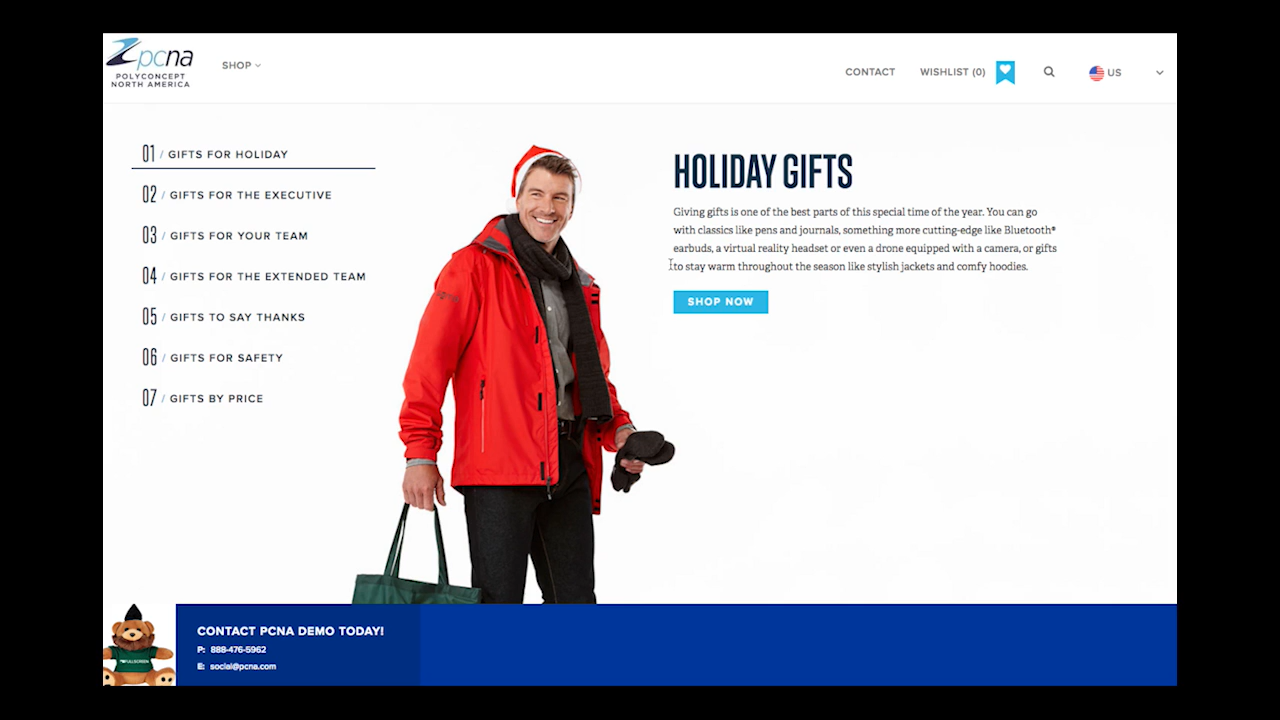 pcna
POLYCONCEPT
NORTH AMERICA
SHOP
CONTACT
WISHLIST (0)
US
01 / GIFTS FOR HOLIDAY
02 / GIFTS FOR THE EXECUTIVE
03 / GIFTS FOR YOUR TEAM
04 / GIFTS FOR THE EXTENDED TEAM
05 / GIFTS TO SAY THANKS
06 / GIFTS FOR SAFETY
07 / GIFTS BY PRICE
HOLIDAY GIFTS
Giving gifts is one of the best parts of this special time of the year. You can go
with classics like pens and journals, something more cutting-edge like Bluetooth®
earbuds, a virtual reality headset or even a drone equipped with a camera, or gifts
to stay warm throughout the season like stylish jackets and comfy hoodies.
SHOP NOW
FULLSCREEN
CONTACT PCNA DEMO TODAY!
P: 888-476-5962
E: social@pcna.com